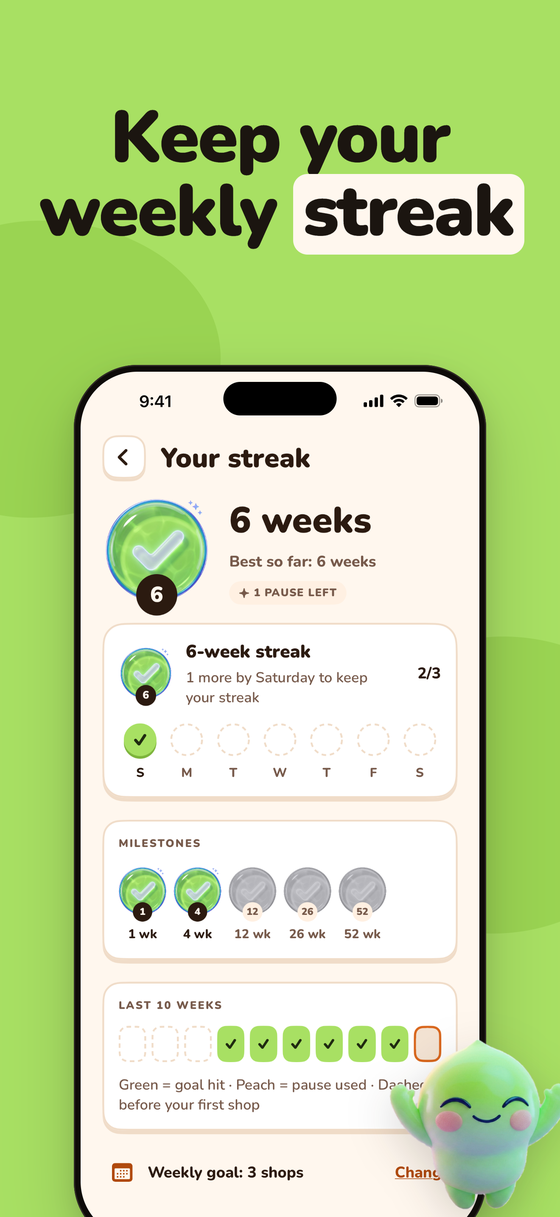 Keep your
weekly streak
9:41
Your streak
6
6 weeks
Best so far: 6 weeks
1 PAUSE LEFT
6
6-week streak
1 more by Saturday to keep
your streak
2/3
S M T W T F S
MILESTONES
1 4 12 26 52
1 wk 4 wk 12 wk 26 wk 52 wk
LAST 10 WEEKS
Green = goal hit · Peach = pause used · Dashed
before your first shop
Weekly goal: 3 shops
Chang